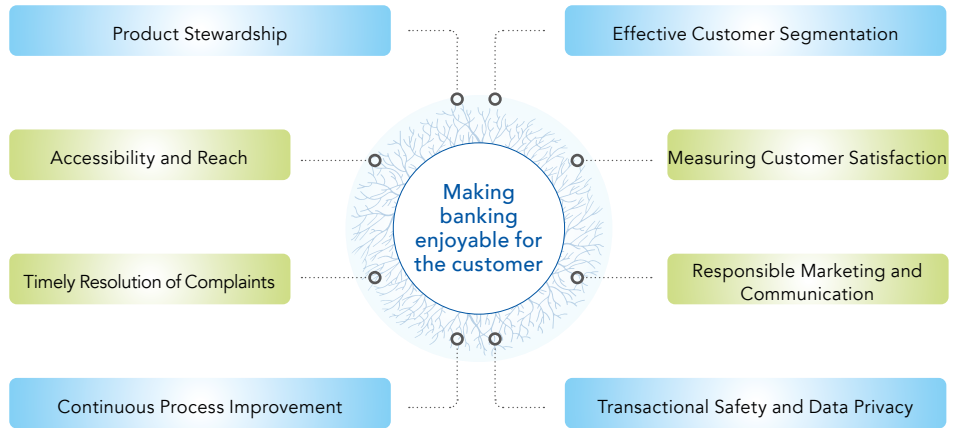 Product Stewardship
Effective Customer Segmentation
Accessibility and Reach
Measuring Customer Satisfaction
Making
banking
enjoyable for
the customer
Timely Resolution of Complaints
Responsible Marketing and
Communication
Continuous Process Improvement
Transactional Safety and Data Privacy